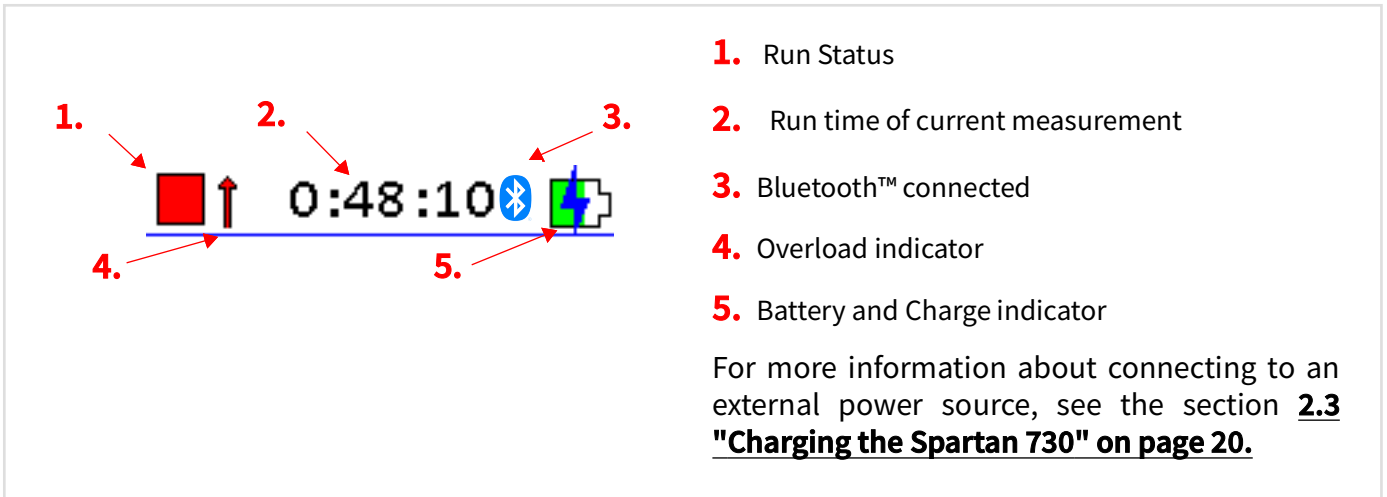 1. Run Status
1. 2. 3.
2. Run time of current measurement
3. Bluetooth™ connected
0:48:10
4. Overload indicator
4. 5.
5. Battery and Charge indicator
For more information about connecting to an
external power source, see the section 2.3
"Charging the Spartan 730" on page 20.